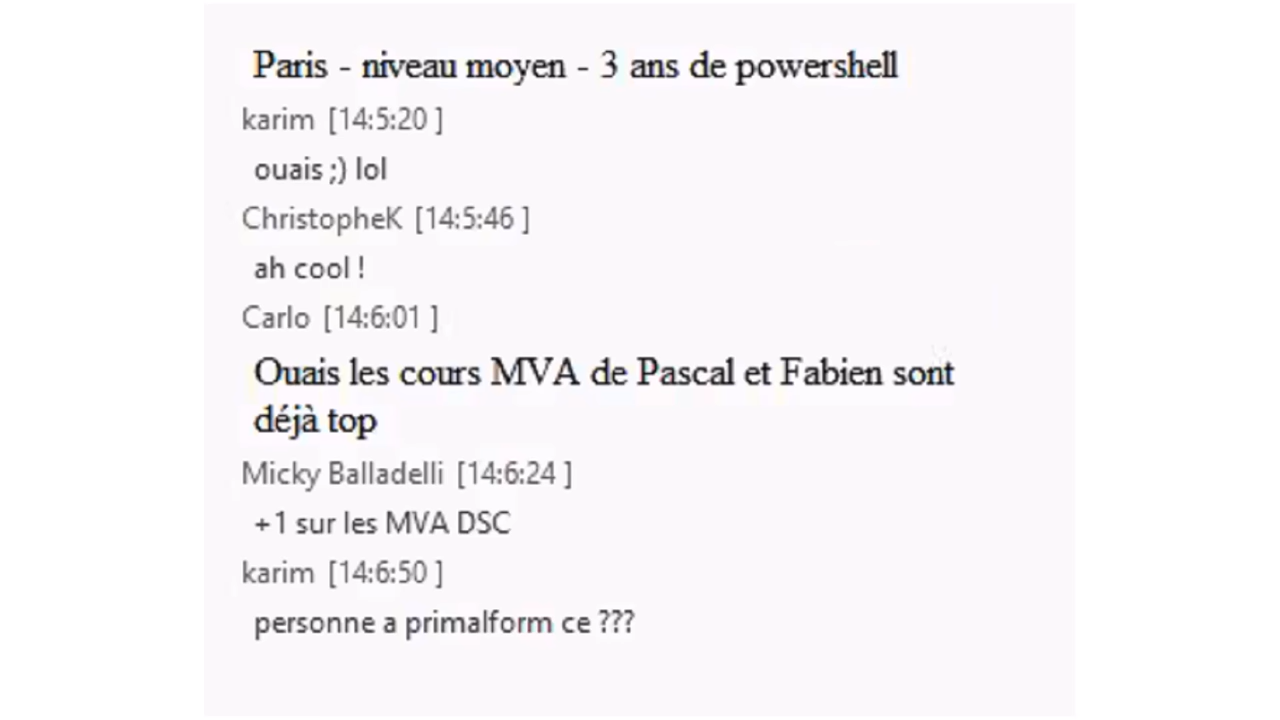 Paris - niveau moyen - 3 ans de powershell
karim [14:5:20 ]
ouais ;) lol
ChristopheK [14:5:46 ]
ah cool !
Carlo [14:6:01 ]
Ouais les cours MVA de Pascal et Fabien sont
déjà top
Micky Balladelli [14:6:24 ]
+1 sur les MVA DSC
karim [14:6:50 ]
personne a primalform ce ???